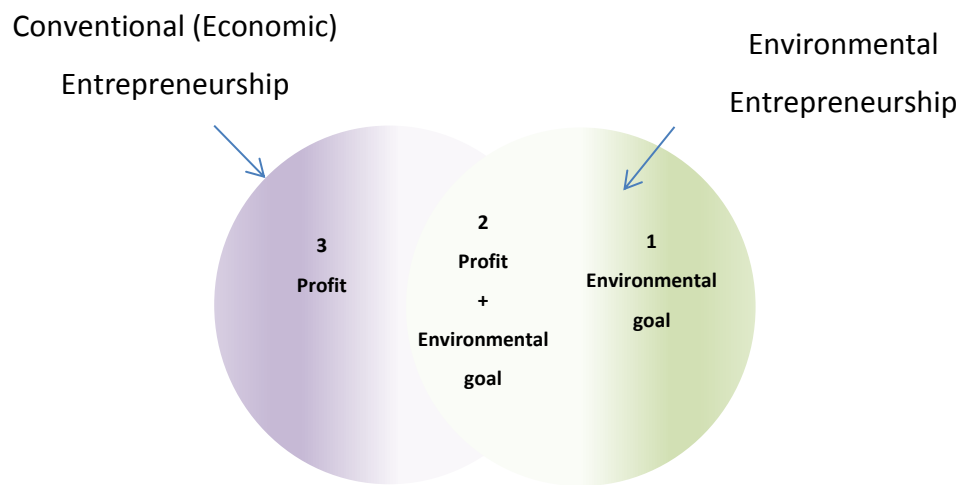 Conventional (Economic)
Entrepreneurship
Environmental
Entrepreneurship
3
Profit
2
Profit
+
Environmental
goal
1
Environmental
goal